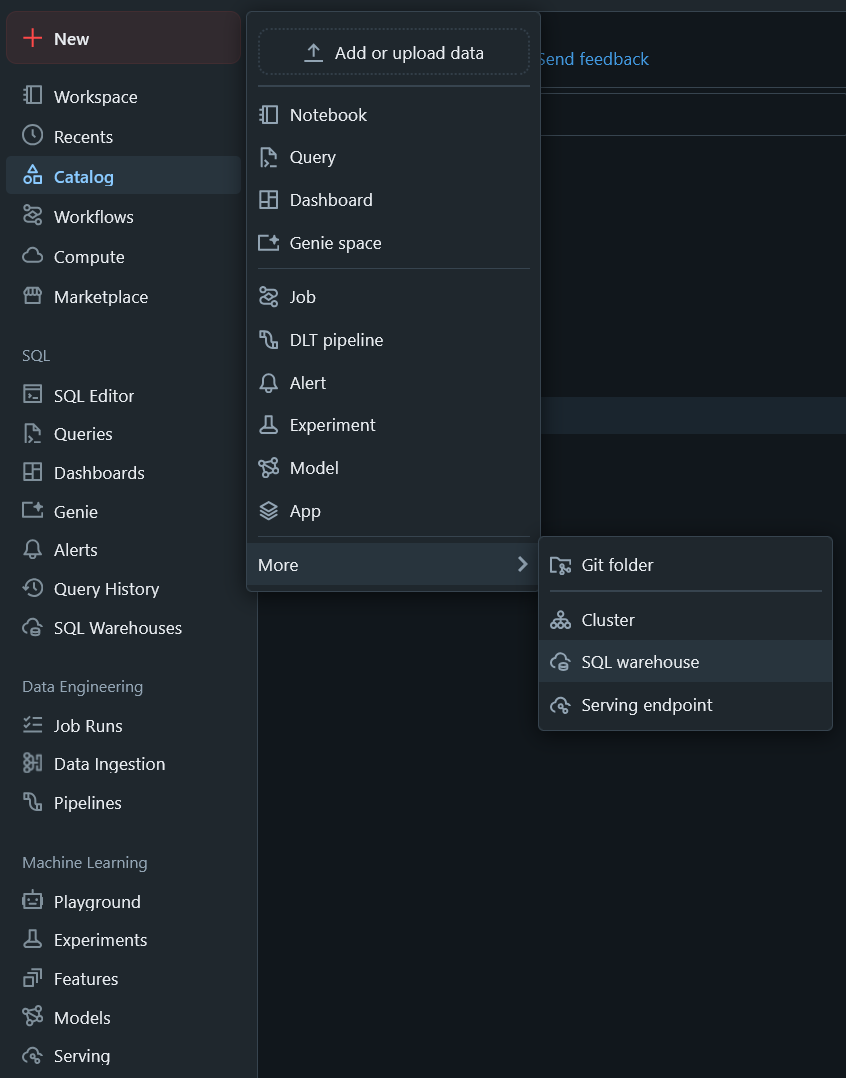 New
Workspace
Recents
Catalog
Workflows
Compute
Marketplace
SQL
SQL Editor
Queries
Dashboards
Genie
Alerts
Query History
SQL Warehouses
Data Engineering
Job Runs
Data Ingestion
Pipelines
Machine Learning
Playground
Experiments
Features
Models
Serving
Add or upload data
Notebook
Query
Dashboard
Genie space
Job
DLT pipeline
Alert
Experiment
Model
App
More
Send feedback
Git folder
Cluster
SQL warehouse
Serving endpoint